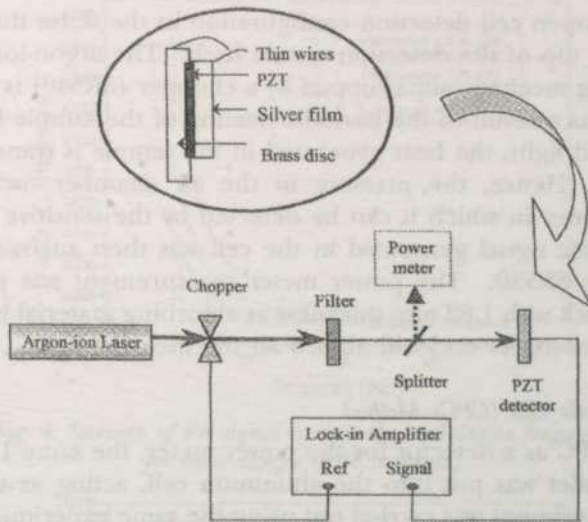 Thin wires
PZT
Silver film
Brass disc
Power
meter
Chopper
Filter
Argon-ion Laser
Splitter
PZT
detector
Lock-in Amplifier
Ref
Signal